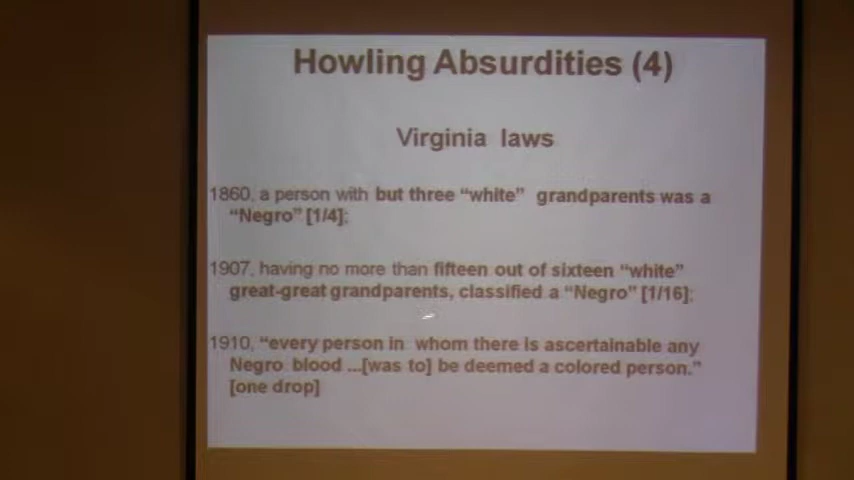 Howling Absurdities (4)
Virginia laws
1860, a person with but three “white” grandparents was a
“Negro” [1/4];
1907, having no more than fifteen out of sixteen “white”
great-great grandparents, classified a “Negro” [1/16];
1910, “every person in whom there is ascertainable any
Negro blood ...[was to] be deemed a colored person.”
[one drop]